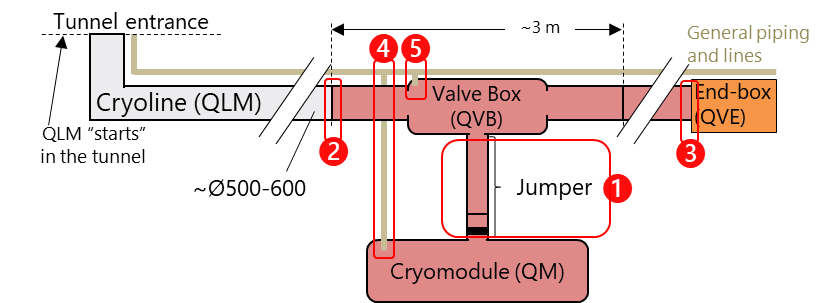 Tunnel entrance
~3 m
General piping
and lines
4
5
Cryoline (QLM)
Valve Box
(QVB)
End-box
(QVE)
QLM “starts”
in the tunnel
2
3
~Ø500-600
Jumper
1
Cryomodule (QM)